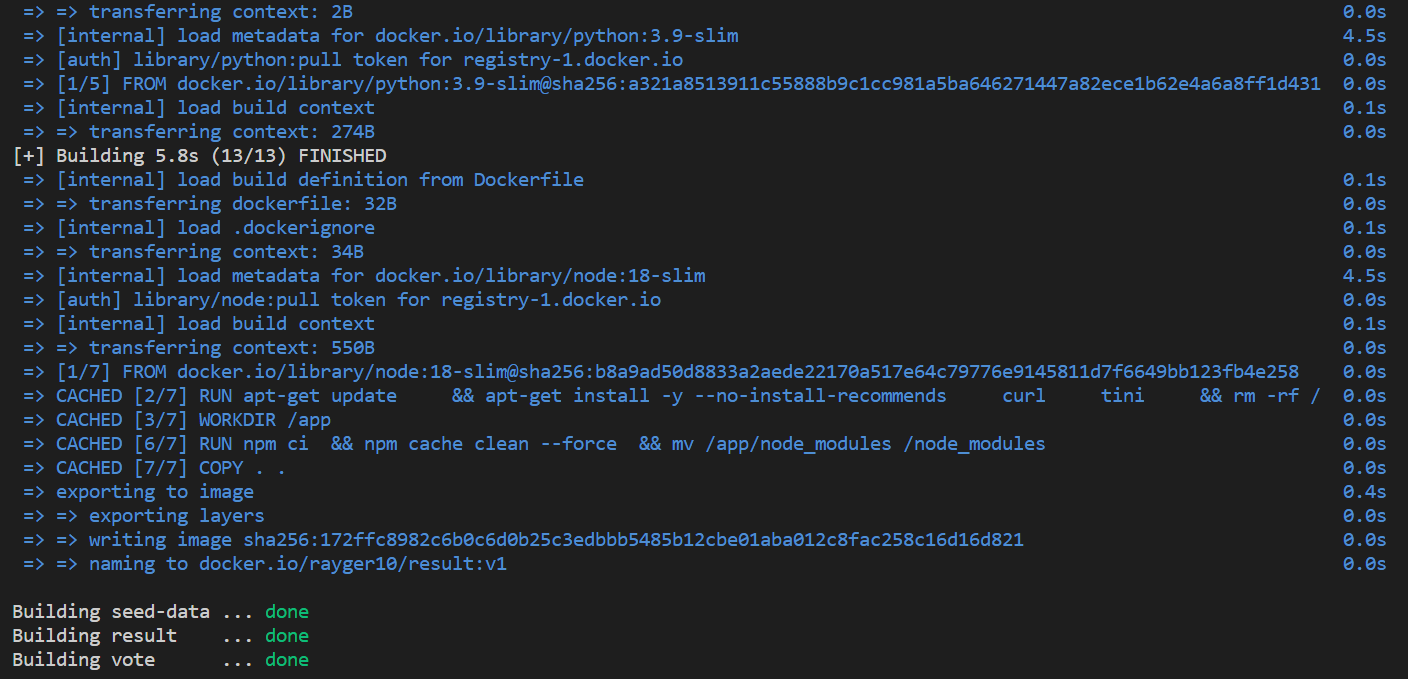 => => transferring context: 2B 0.0s
=> [internal] load metadata for docker.io/library/python:3.9-slim 4.5s
=> [auth] library/python:pull token for registry-1.docker.io 0.0s
=> [1/5] FROM docker.io/library/python:3.9-slim@sha256:a321a8513911c55888b9c1cc981a5ba646271447a82ece1b62e4a6a8ff1d431 0.0s
=> [internal] load build context 0.1s
=> => transferring context: 274B 0.0s
[+] Building 5.8s (13/13) FINISHED
=> [internal] load build definition from Dockerfile 0.1s
=> => transferring dockerfile: 32B 0.0s
=> [internal] load .dockerignore 0.1s
=> => transferring context: 34B 0.0s
=> [internal] load metadata for docker.io/library/node:18-slim 4.5s
=> [auth] library/node:pull token for registry-1.docker.io 0.0s
=> [internal] load build context 0.1s
=> => transferring context: 550B 0.0s
=> [1/7] FROM docker.io/library/node:18-slim@sha256:b8a9ad50d8833a2aede22170a517e64c79776e9145811d7f6649bb123fb4e258 0.0s
=> CACHED [2/7] RUN apt-get update     && apt-get install -y --no-install-recommends     curl     tini     && rm -rf / 0.0s
=> CACHED [3/7] WORKDIR /app 0.0s
=> CACHED [6/7] RUN npm ci  && npm cache clean --force  && mv /app/node_modules /node_modules 0.0s
=> CACHED [7/7] COPY . . 0.0s
=> exporting to image 0.4s
=> => exporting layers 0.0s
=> => writing image sha256:172ffc8982c6b0c6d0b25c3edbbb5485b12cbe01aba012c8fac258c16d16d821 0.0s
=> => naming to docker.io/rayger10/result:v1 0.0s
Building seed-data ... done
Building result    ... done
Building vote      ... done